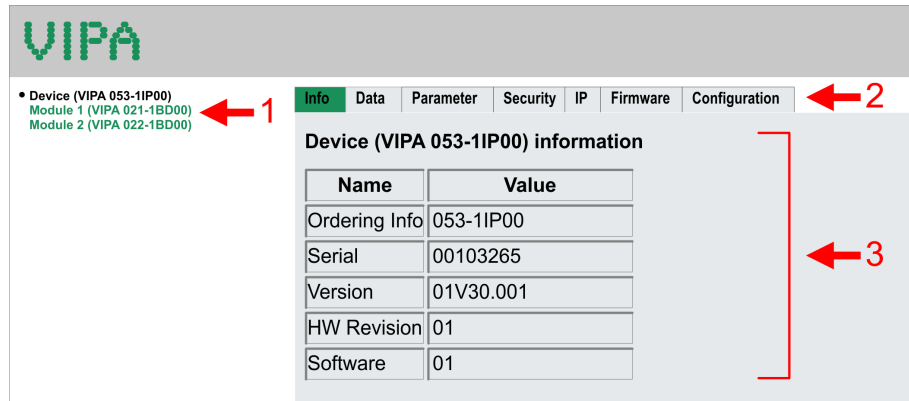 VIPA
• Device (VIPA 053-1IP00)
Module 1 (VIPA 021-1BD00)
Module 2 (VIPA 022-1BD00)
1
Info Data Parameter Security IP Firmware Configuration
2
Device (VIPA 053-1IP00) information
Name Value
Ordering Info 053-1IP00
Serial 00103265
Version 01V30.001
HW Revision 01
Software 01
3